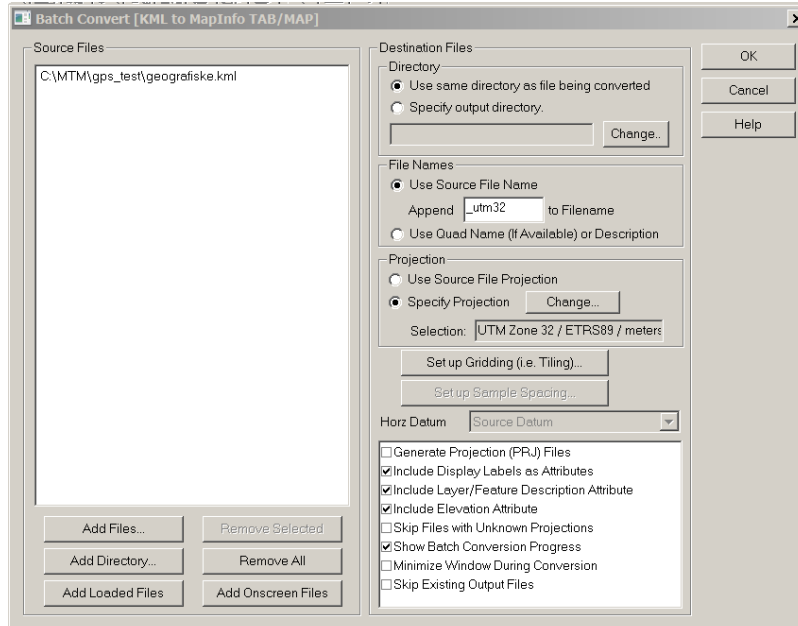 Batch Convert [KML to MapInfo TAB/MAP]
Source Files
C:\MTM\gps_test\geografiske.kml
Add Files...
Remove Selected
Add Directory...
Remove All
Add Loaded Files
Add Onscreen Files
Destination Files
Directory
Use same directory as file being converted
Specify output directory.
Change..
File Names
Use Source File Name
Append _utm32 to Filename
Use Quad Name (If Available) or Description
Projection
Use Source File Projection
Specify Projection Change...
Selection: UTM Zone 32 / ETRS89 / meters
Set up Gridding (i.e. Tiling)...
Set up Sample Spacing...
Horz Datum Source Datum
Generate Projection (PRJ) Files
Include Display Labels as Attributes
Include Layer/Feature Description Attribute
Include Elevation Attribute
Skip Files with Unknown Projections
Show Batch Conversion Progress
Minimize Window During Conversion
Skip Existing Output Files
OK
Cancel
Help